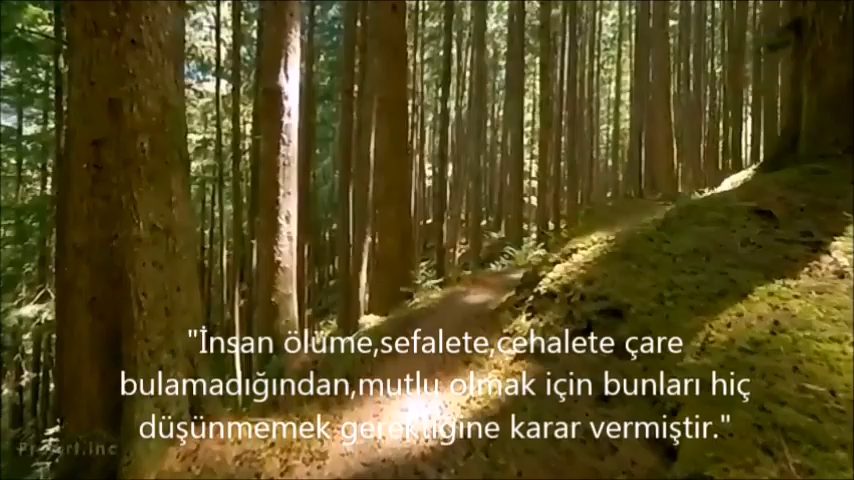 "İnsan ölüme,sefalete,cehalete çare
bulamadığından,mutlu olmak için bunları hiç
düşünmemek gerektiğine karar vermiştir."